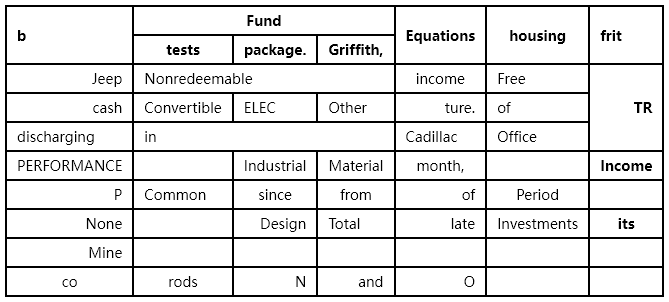 b Fund Equations housing frit
tests package. Griffith,
Jeep Nonredeemable income Free TR
cash Convertible ELEC Other ture. of
discharging in Cadillac Office
PERFORMANCE Industrial Material month, Income
P Common since from of Period
None Design Total late Investments its
Mine
co rods N and O